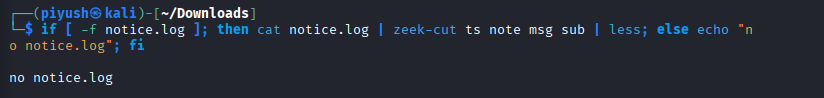 ┌──(piyush㉿kali)-[~/Downloads]
└─$ if [ -f notice.log ]; then cat notice.log | zeek-cut ts note msg sub | less; else echo "n
o notice.log"; fi
no notice.log